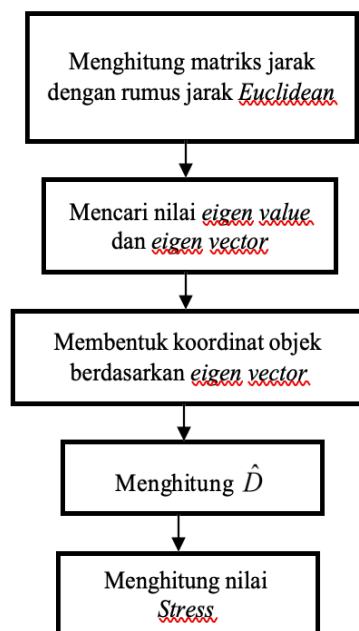 Menghitung matriks jarak
dengan rumus jarak Euclidean
Mencari nilai eigen value
dan eigen vector
Membentuk koordinat objek
berdasarkan eigen vector
Menghitung D̂
Menghitung nilai
Stress